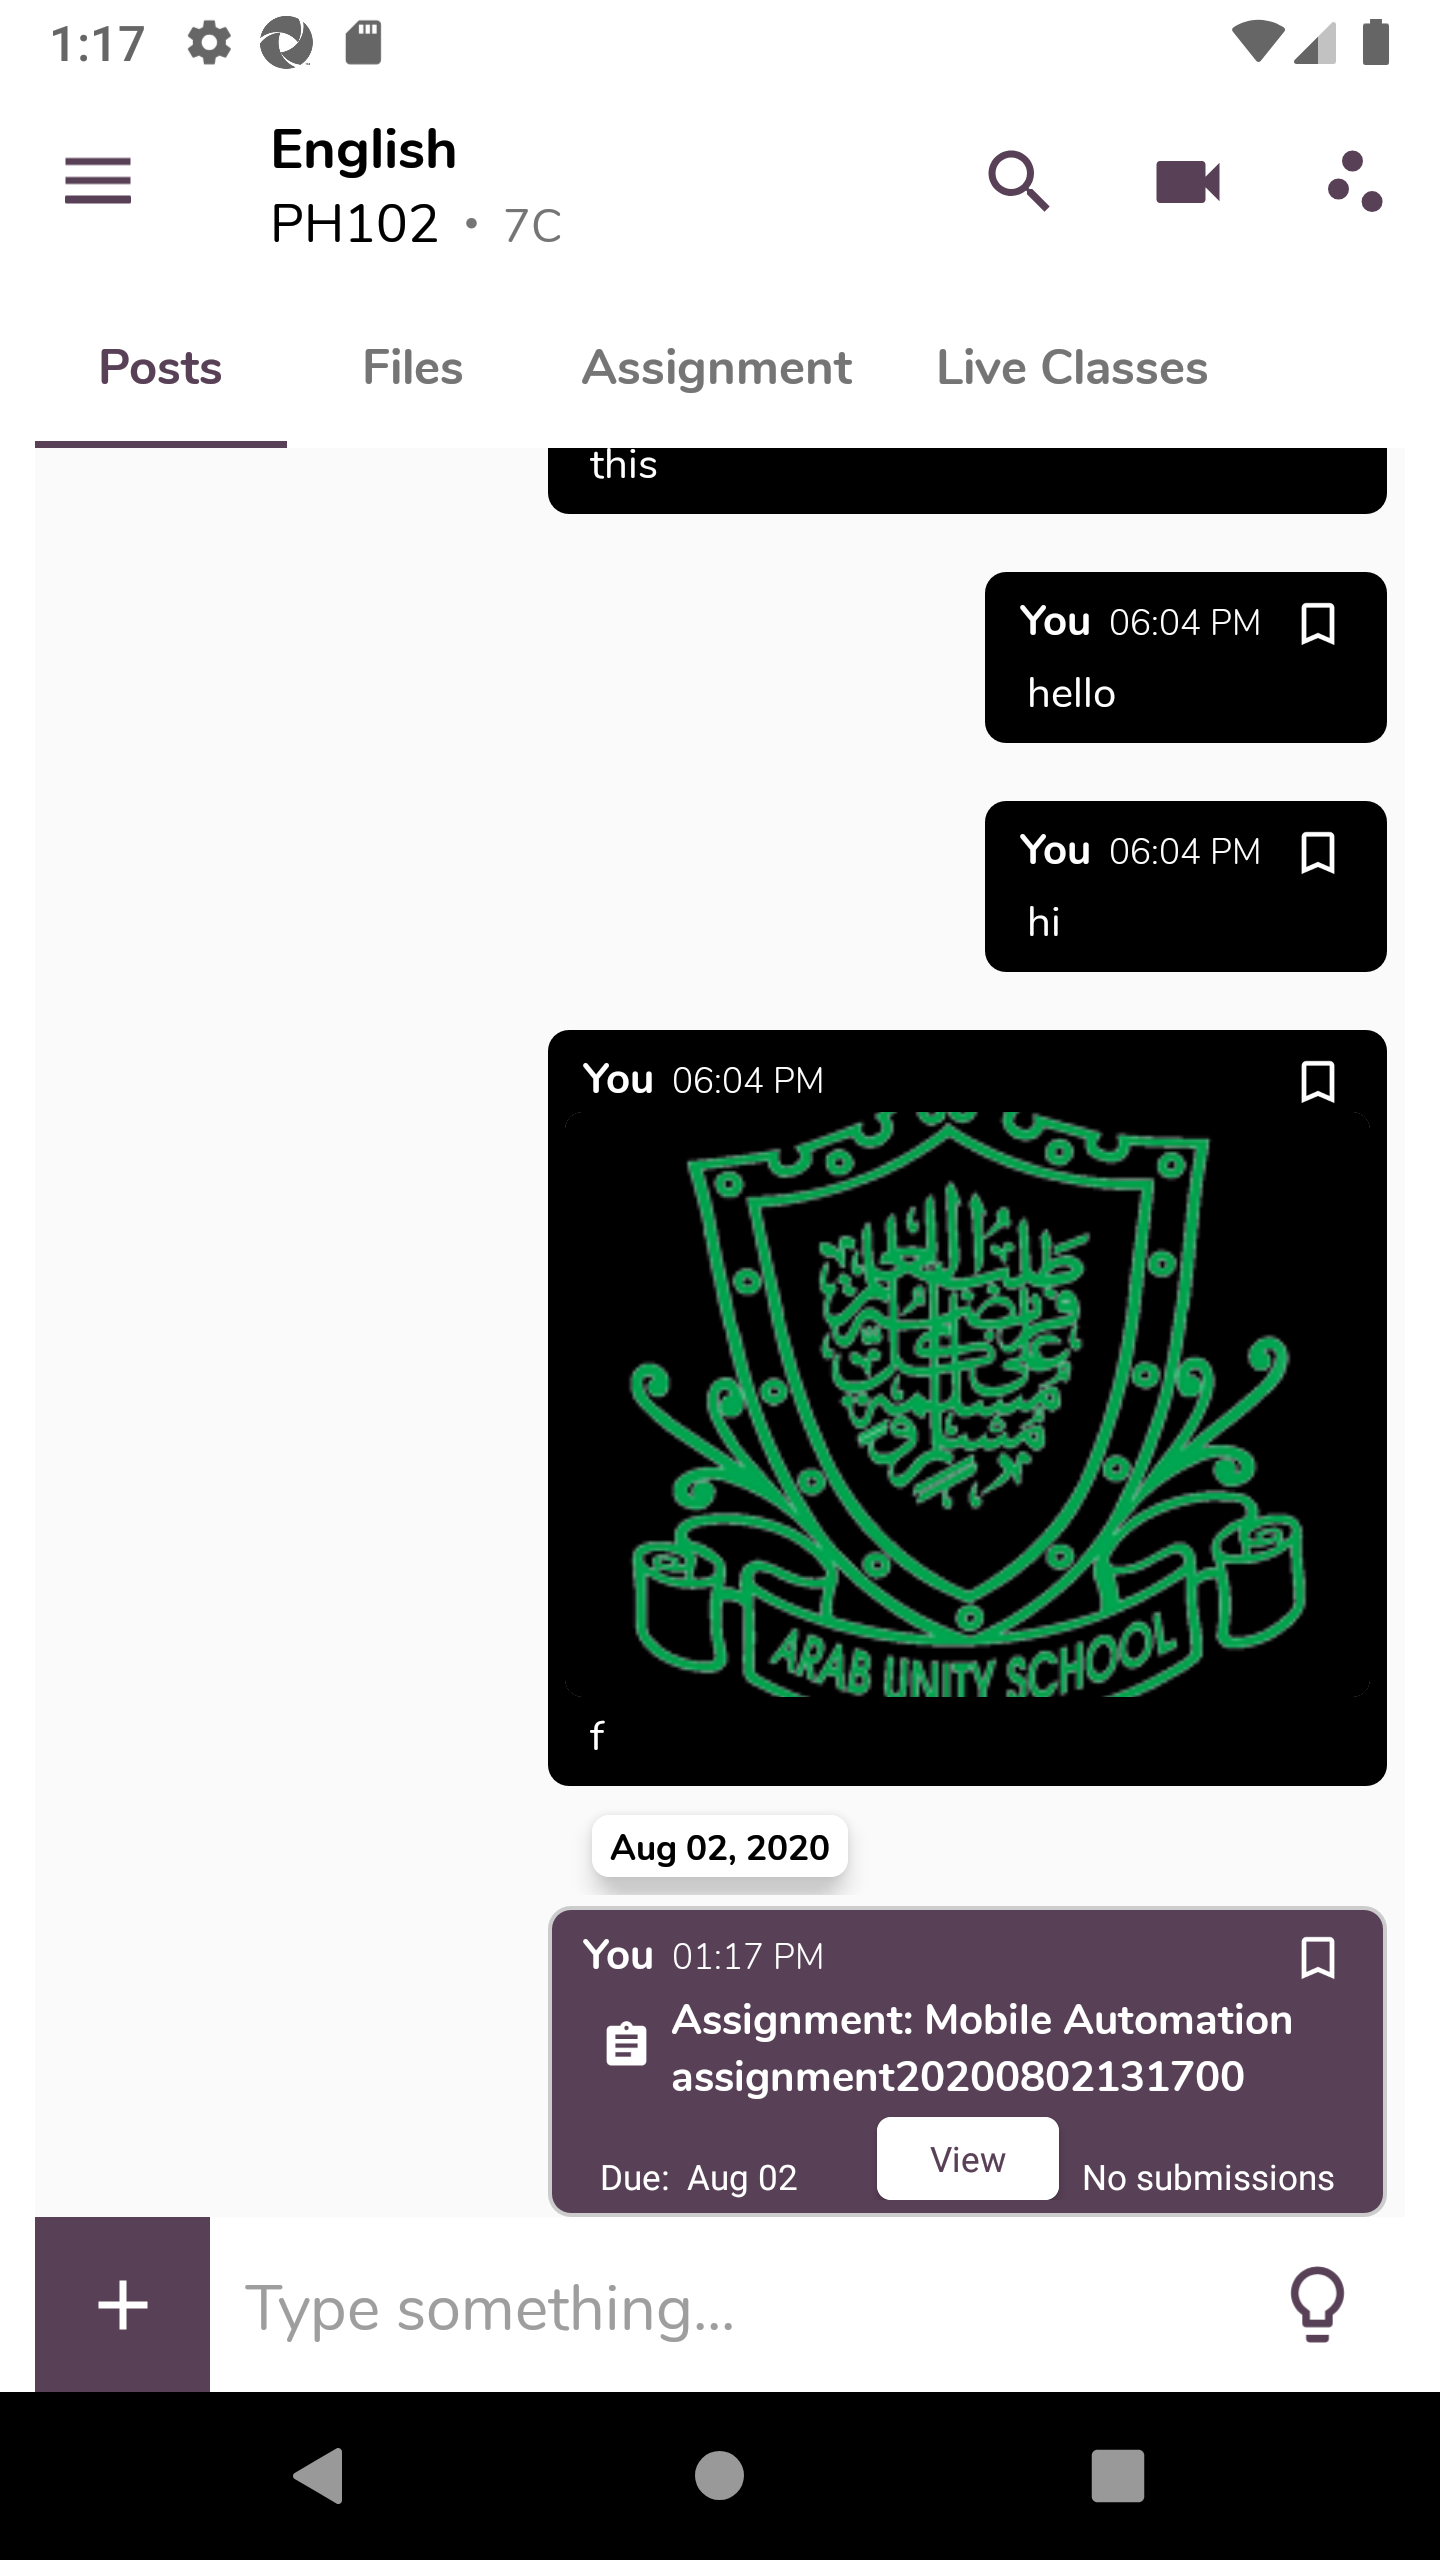 1:17
English
PH102 • 7C
Posts Files Assignment Live Classes
this
You 06:04 PM
hello
You 06:04 PM
hi
You 06:04 PM
ARAB UNITY SCHOOL
f
Aug 02, 2020
You 01:17 PM
Assignment: Mobile Automation
assignment20200802131700
Due: Aug 02 View No submissions
Type something...